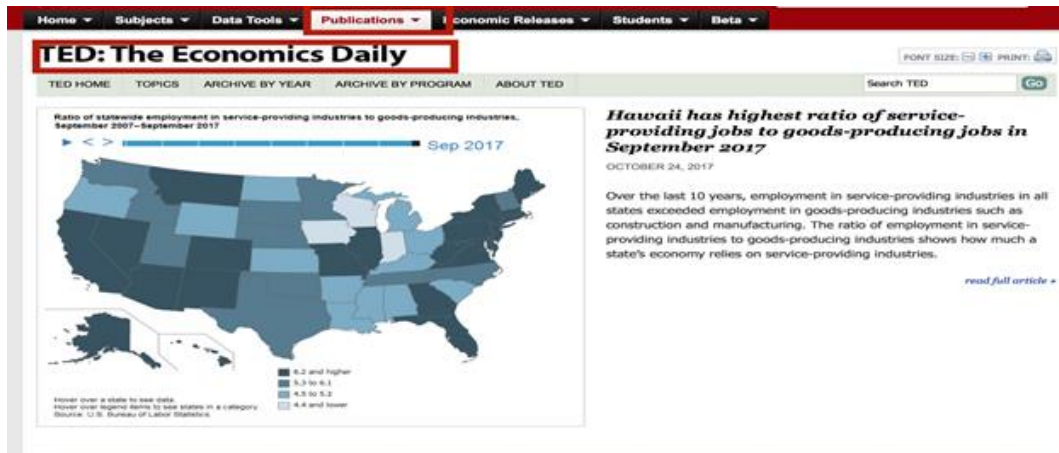 Home Subjects Data Tools Publications Economic Releases Students Beta
TED: The Economics Daily
FONT SIZE: PRINT:
TED HOME TOPICS ARCHIVE BY YEAR ARCHIVE BY PROGRAM ABOUT TED
Search TED Go
Ratio of statewide employment in service-providing industries to goods-producing industries,
September 2007–September 2017
Sep 2017
6.2 and higher
5.3 to 6.1
4.5 to 5.2
4.4 and lower
Hover over a state to see data.
Hover over legend items to see states in a category
Source: U.S. Bureau of Labor Statistics
Hawaii has highest ratio of service-
providing jobs to goods-producing jobs in
September 2017
OCTOBER 24, 2017
Over the last 10 years, employment in service-providing industries in all
states exceeded employment in goods-producing industries such as
construction and manufacturing. The ratio of employment in service-
providing industries to goods-producing industries shows how much a
state's economy relies on service-providing industries.
read full article »